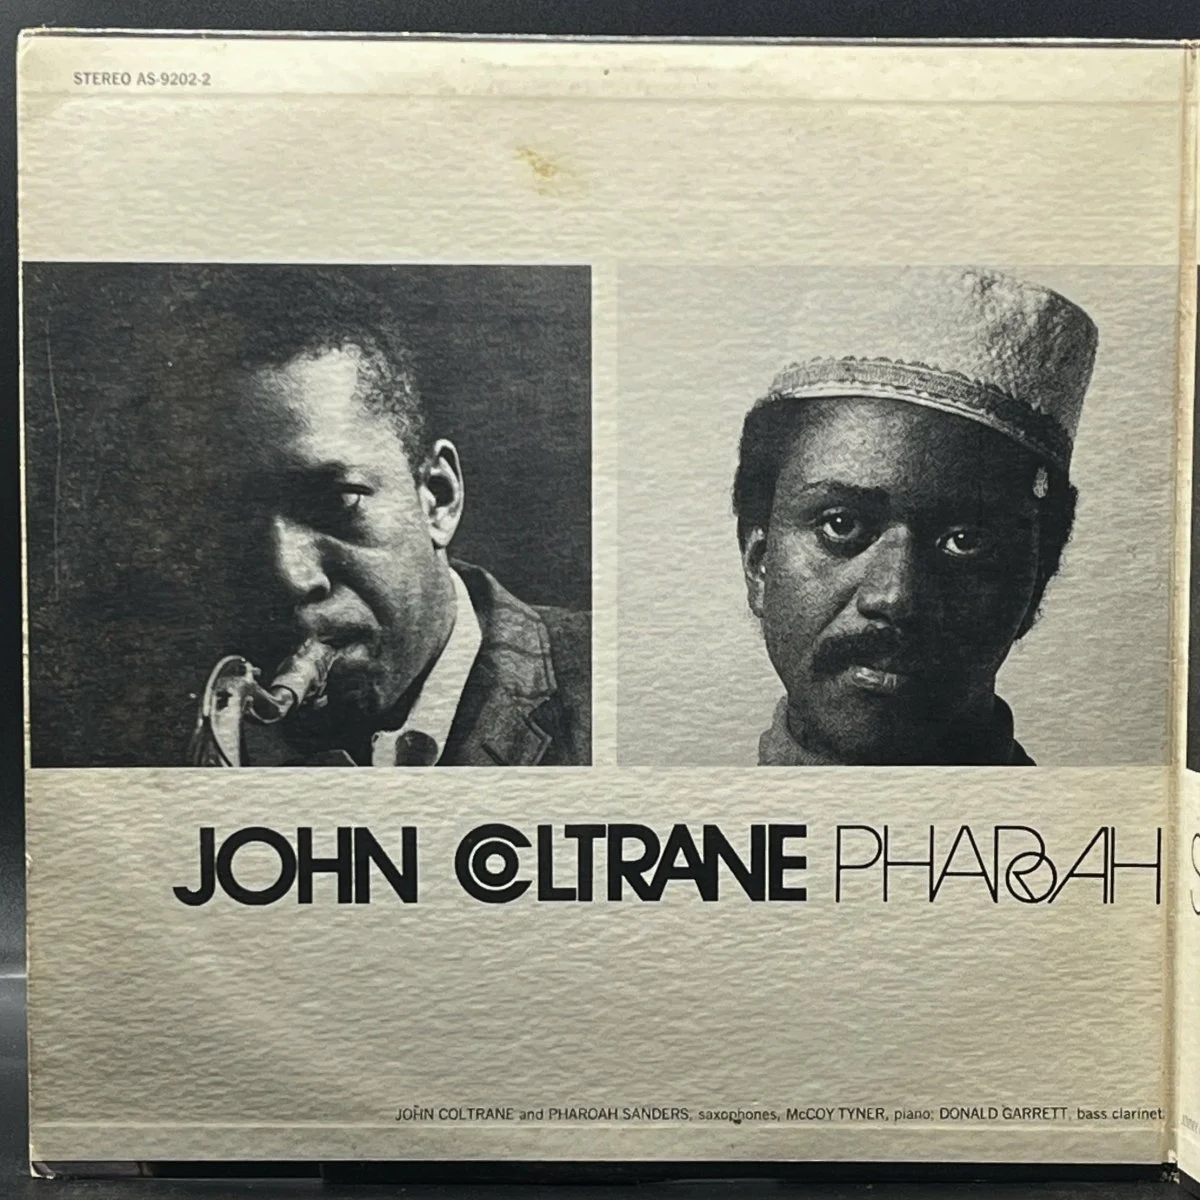 STEREO AS-9202-2
JOHN COLTRANE PHAROAH S
JOHN COLTRANE and PHAROAH SANDERS, saxophones, McCOY TYNER, piano; DONALD GARRETT, bass clarinet